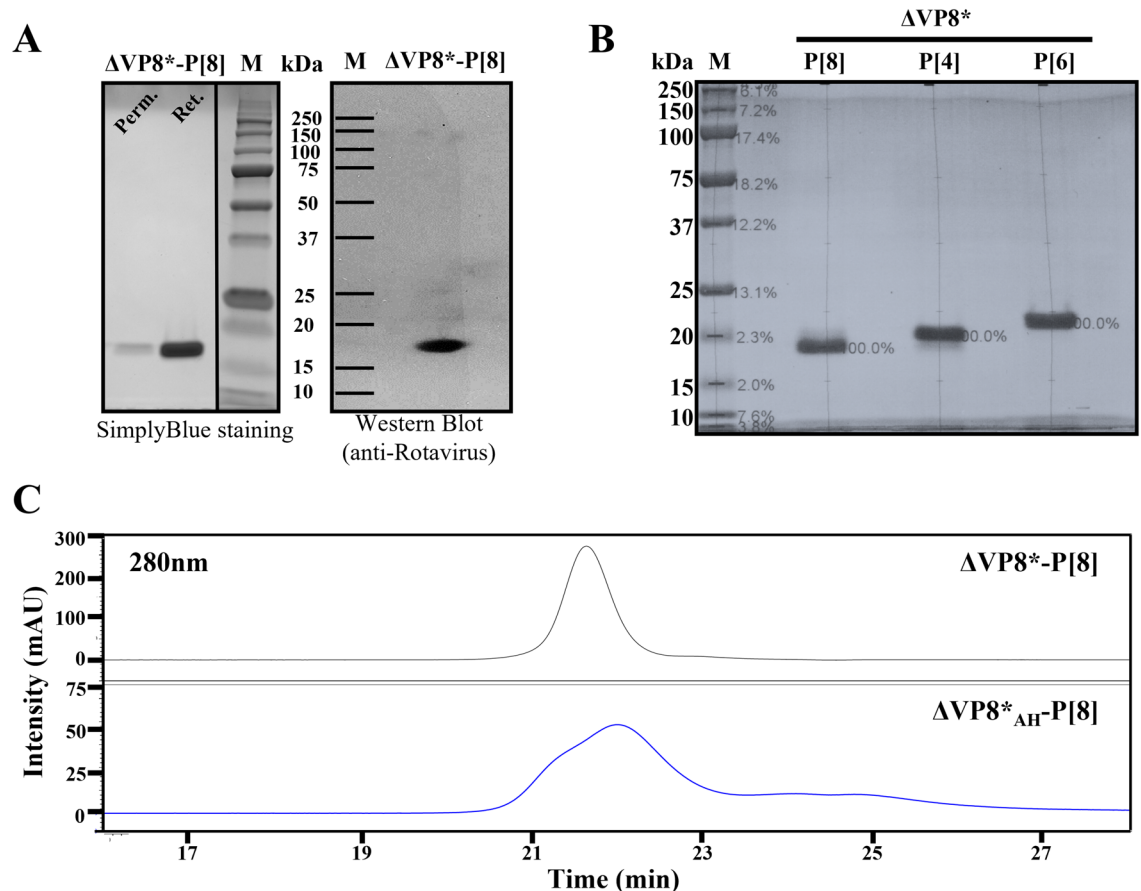 A
ΔVP8*-P[8] M kDa M ΔVP8*-P[8]
Perm. Ret.
250
150
100
75
50
37
25
20
15
10
SimplyBlue staining
Western Blot
(anti-Rotavirus)
B
ΔVP8*
kDa M P[8] P[4] P[6]
250 6.1%
150 7.2%
100 17.4%
75 18.2%
37 12.2%
25 13.1%
20 2.3% 00.0% 00.0% 00.0%
15 2.0%
10 7.6%
3.8%
C
300 280nm ΔVP8*-P[8]
200
100
0
75 ΔVP8*AH-P[8]
50
25
0
Intensity (mAU)
17 19 21 23 25 27
Time (min)